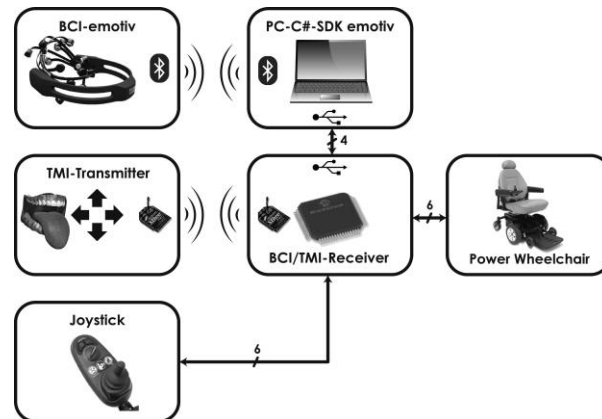 BCI-emotiv
PC-C#-SDK emotiv
4
TMI-Transmitter
BCI/TMI-Receiver
6
Power Wheelchair
Joystick
6